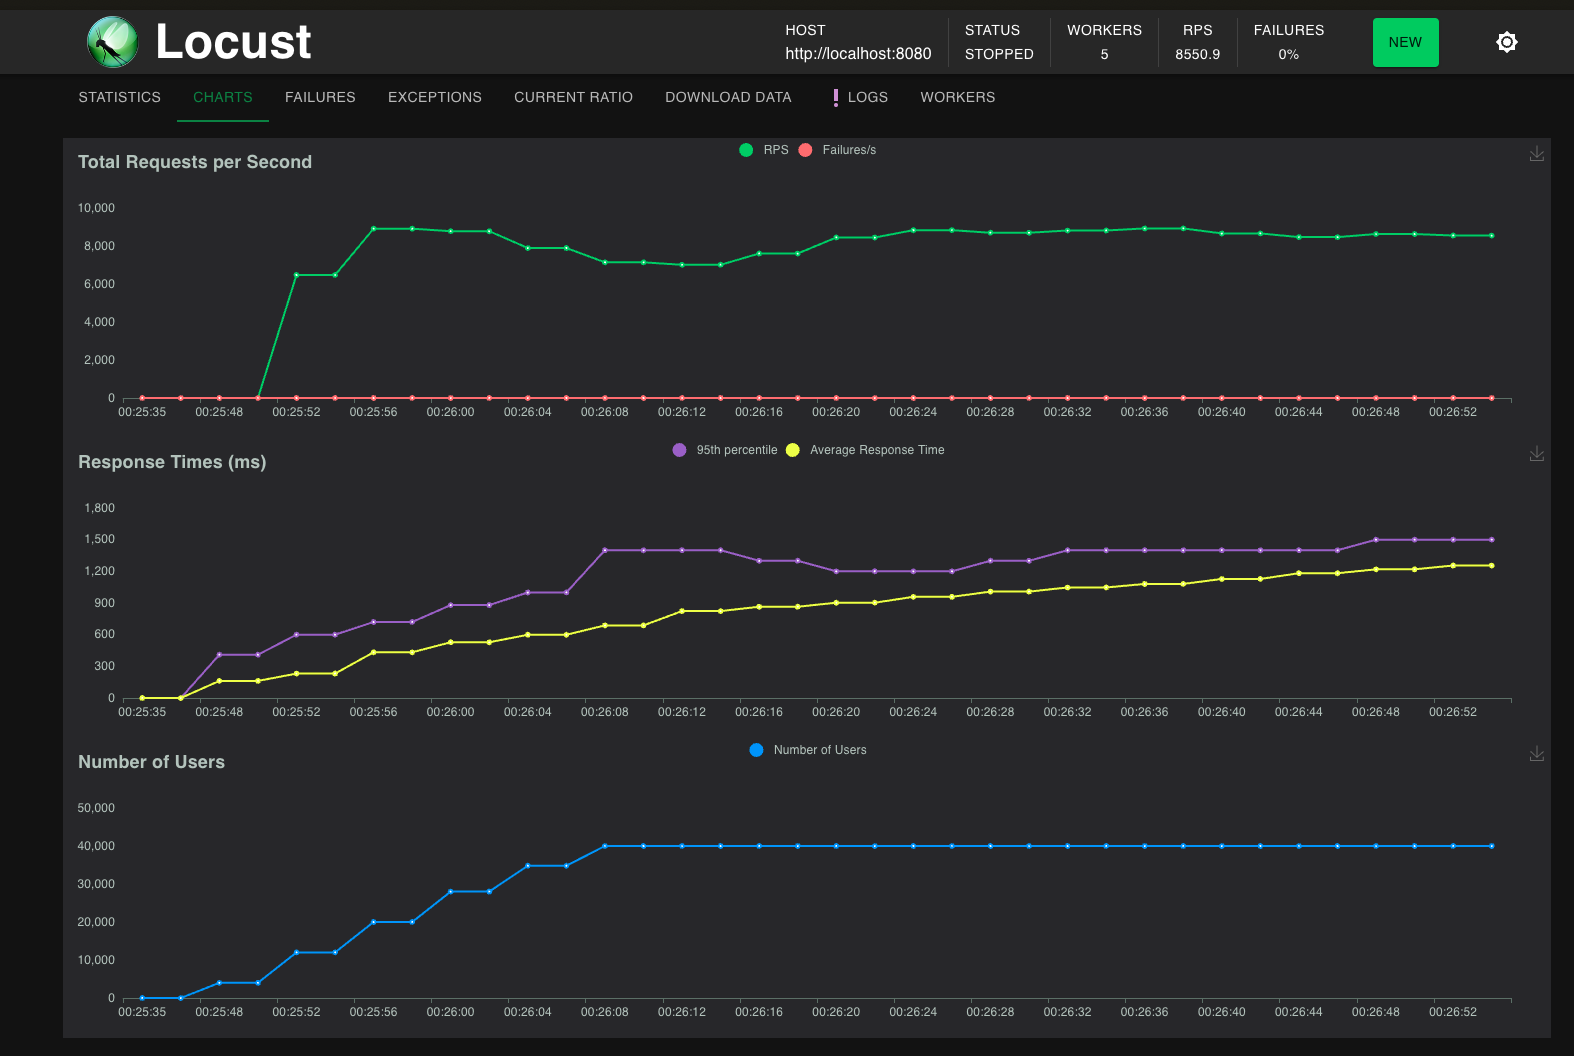 Locust
HOST
http://localhost:8080
STATUS
STOPPED
WORKERS
5
RPS
8550.9
FAILURES
0%
NEW
STATISTICS CHARTS FAILURES EXCEPTIONS CURRENT RATIO DOWNLOAD DATA LOGS WORKERS
Total Requests per Second
RPS Failures/s
10,000
8,000
6,000
4,000
2,000
0
00:25:35 00:25:48 00:25:52 00:25:56 00:26:00 00:26:04 00:26:08 00:26:12 00:26:16 00:26:20 00:26:24 00:26:28 00:26:32 00:26:36 00:26:40 00:26:44 00:26:48 00:26:52
Response Times (ms)
95th percentile Average Response Time
1,800
1,500
1,200
900
600
300
0
00:25:35 00:25:48 00:25:52 00:25:56 00:26:00 00:26:04 00:26:08 00:26:12 00:26:16 00:26:20 00:26:24 00:26:28 00:26:32 00:26:36 00:26:40 00:26:44 00:26:48 00:26:52
Number of Users
Number of Users
50,000
40,000
30,000
20,000
10,000
0
00:25:35 00:25:48 00:25:52 00:25:56 00:26:00 00:26:04 00:26:08 00:26:12 00:26:16 00:26:20 00:26:24 00:26:28 00:26:32 00:26:36 00:26:40 00:26:44 00:26:48 00:26:52